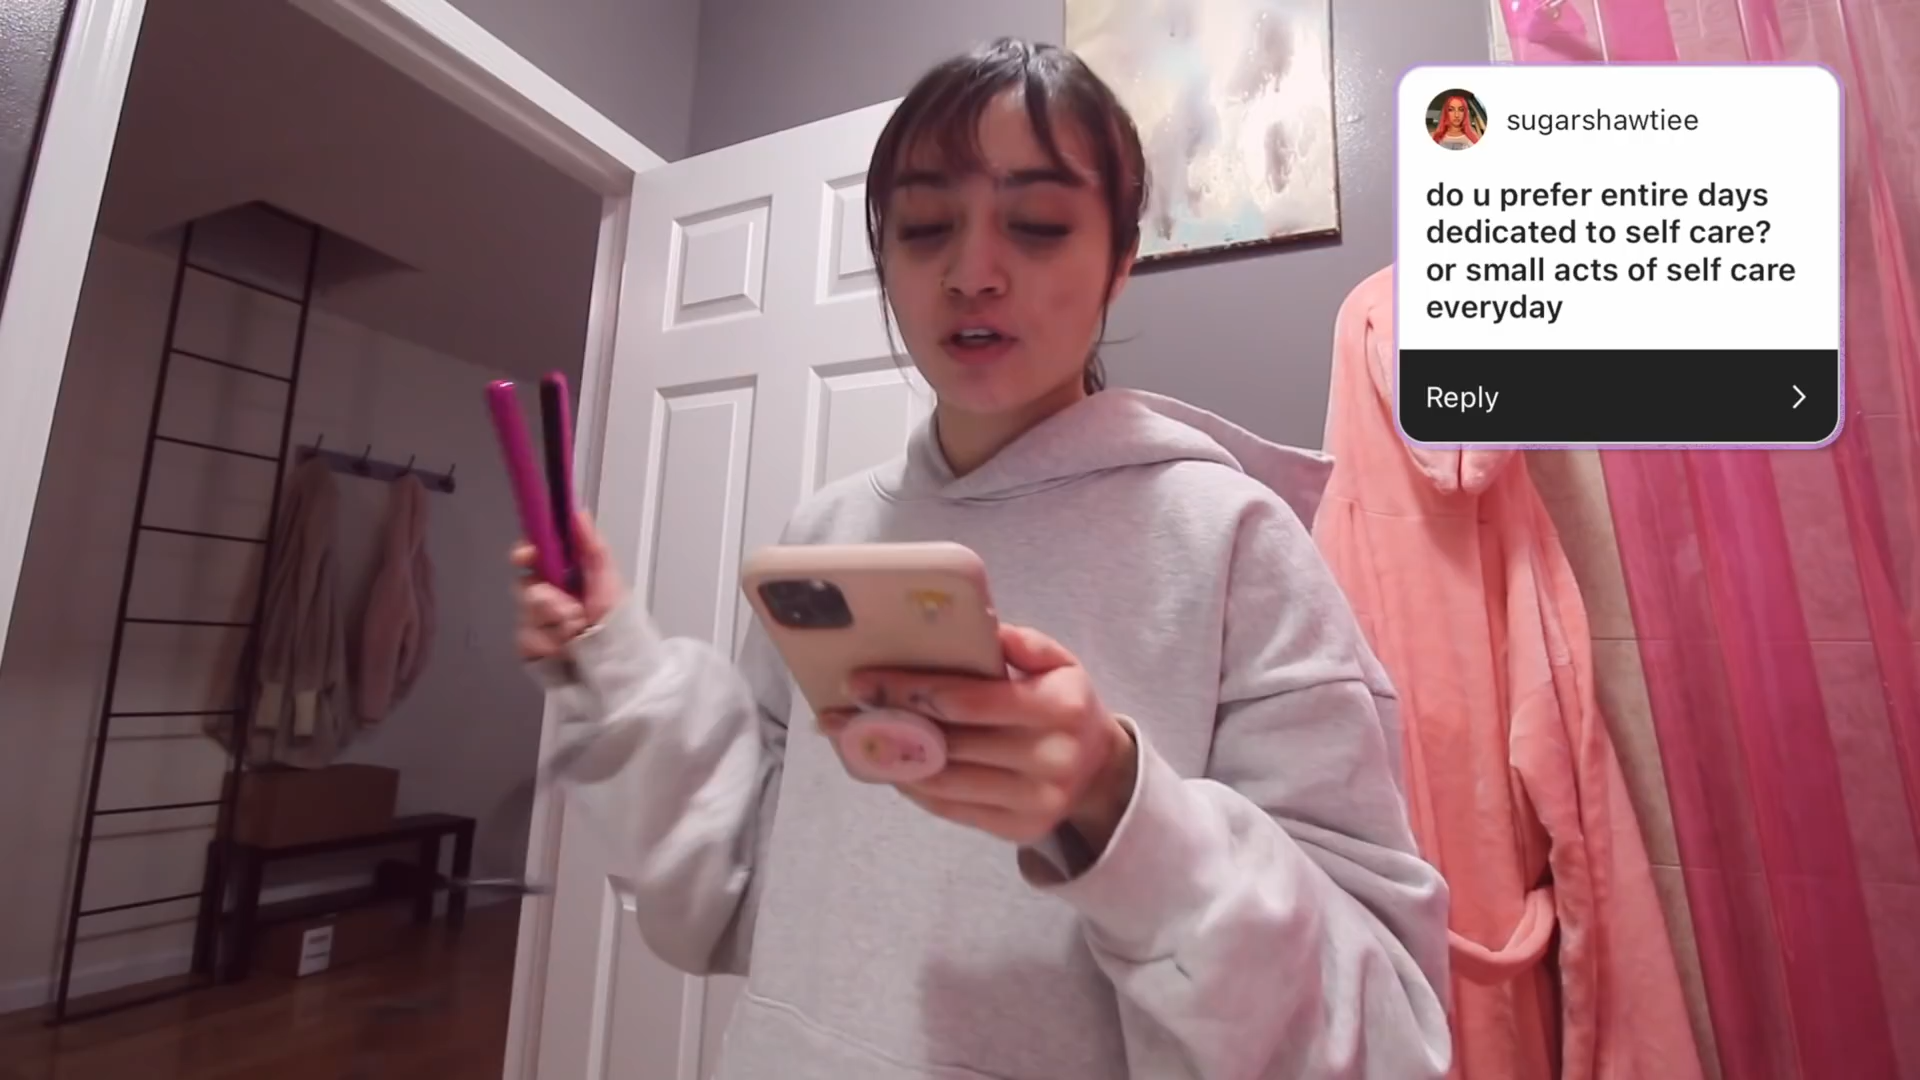 sugarshawtiee
do u prefer entire days
dedicated to self care?
or small acts of self care
everyday
Reply